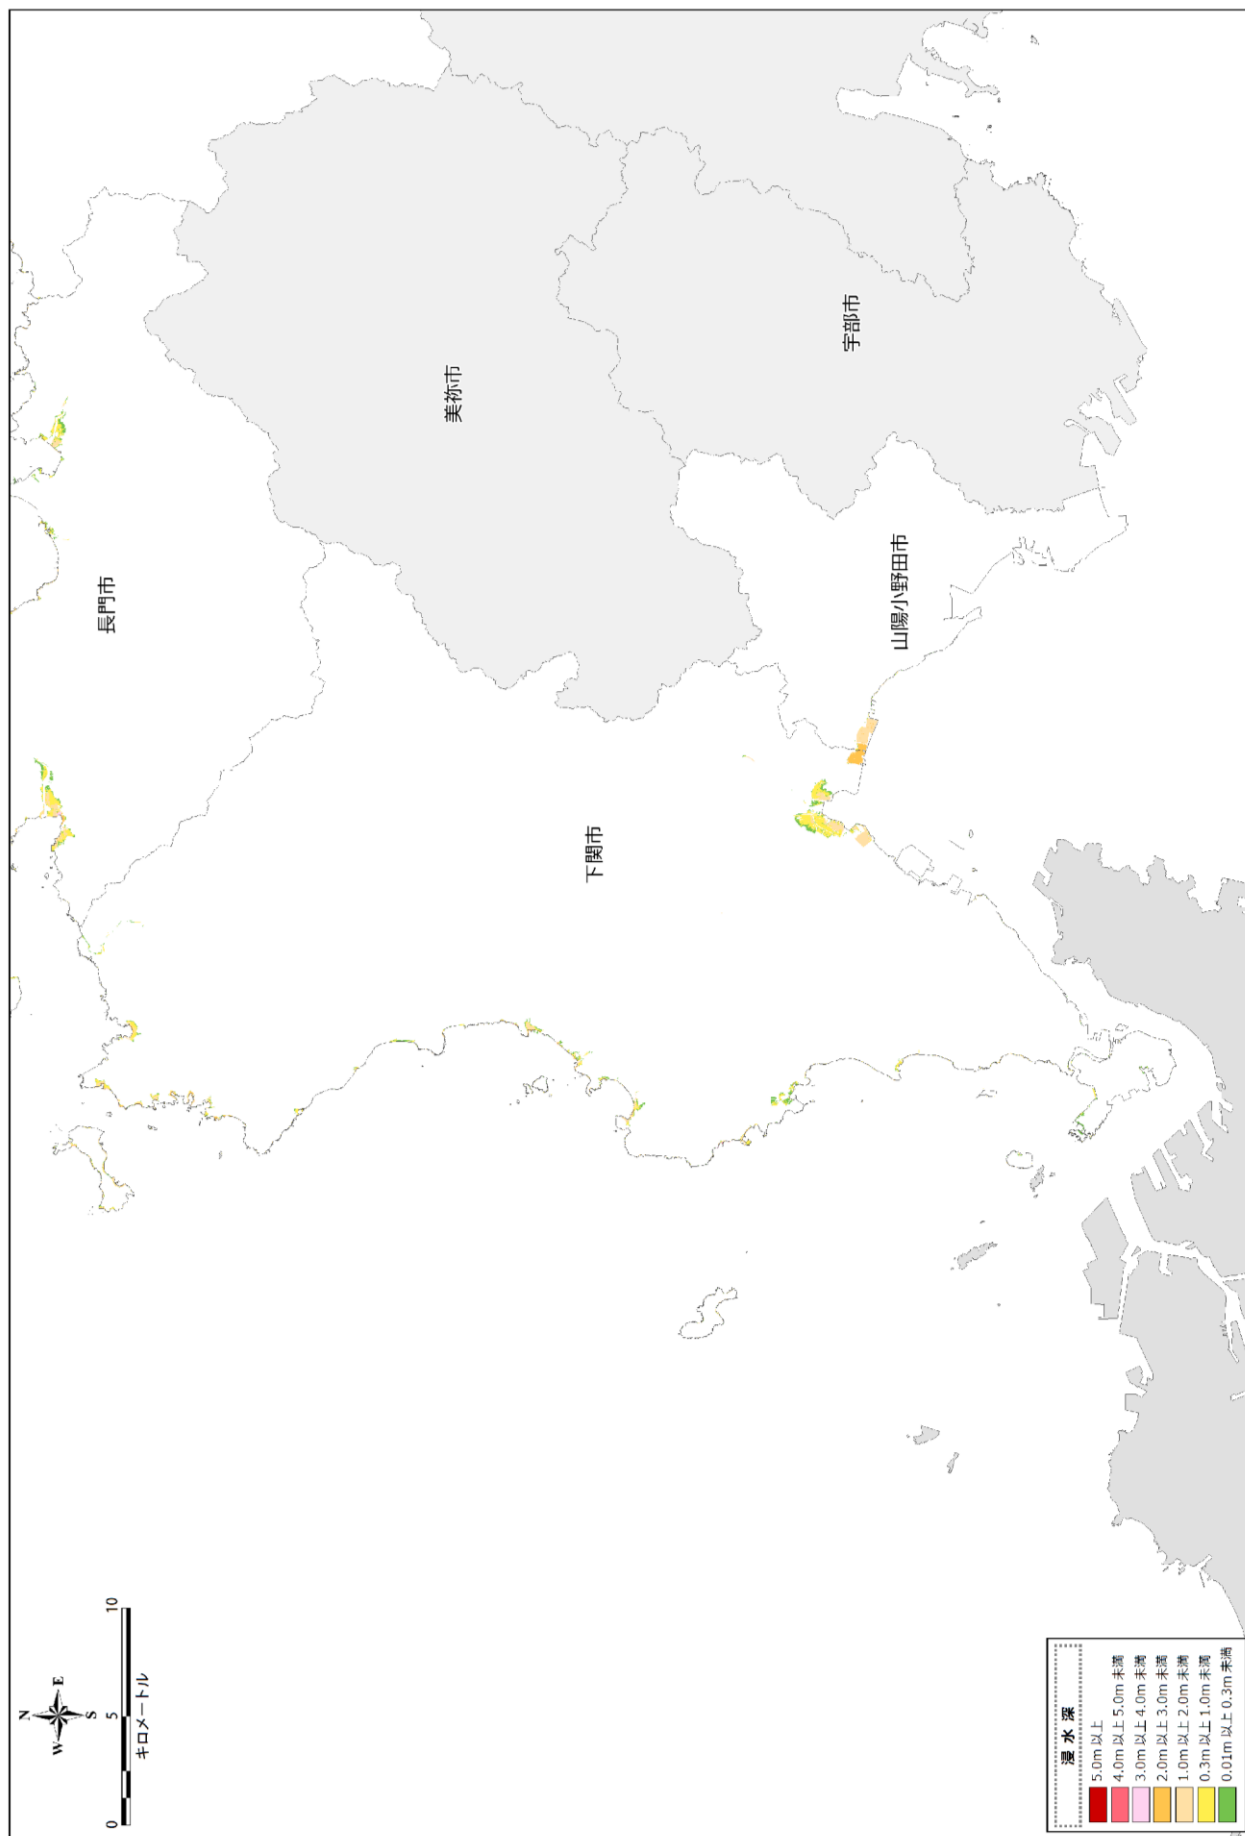 N
W
E
S
0
5
10
キロメートル
長門市
美祢市
宇部市
下関市
山陽小野田市
浸 水 深
5.0m 以上
4.0m 以上 5.0m 未満
3.0m 以上 4.0m 未満
2.0m 以上 3.0m 未満
1.0m 以上 2.0m 未満
0.3m 以上 1.0m 未満
0.01m 以上 0.3m 未満